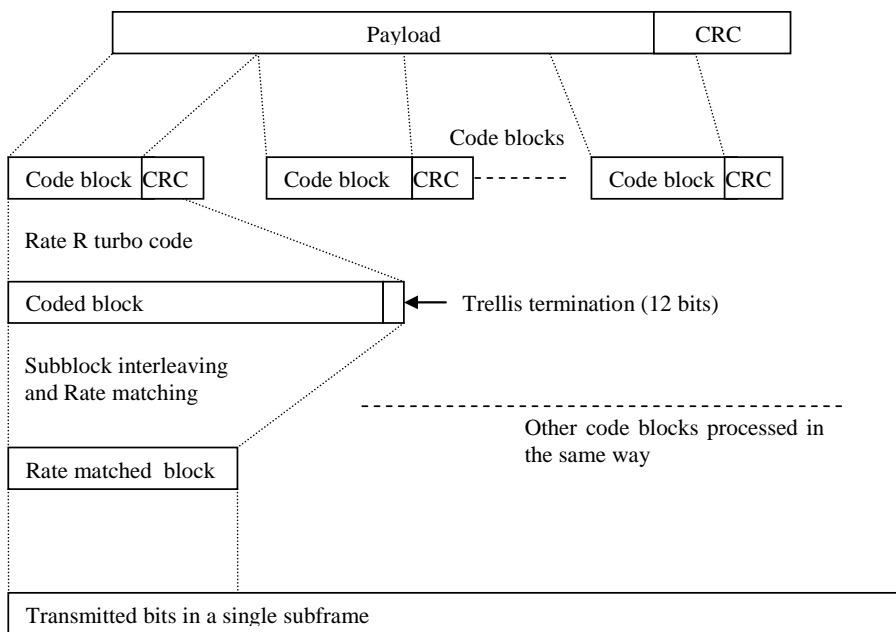 Payload CRC
Code blocks
Code block CRC Code block CRC Code block CRC
Rate R turbo code
Coded block
Trellis termination (12 bits)
Subblock interleaving
and Rate matching
Other code blocks processed in
the same way
Rate matched block
Transmitted bits in a single subframe